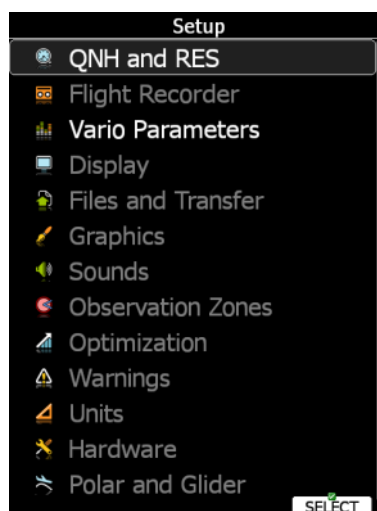 Setup
QNH and RES
Flight Recorder
Vario Parameters
Display
Files and Transfer
Graphics
Sounds
Observation Zones
Optimization
Warnings
Units
Hardware
Polar and Glider
SELECT